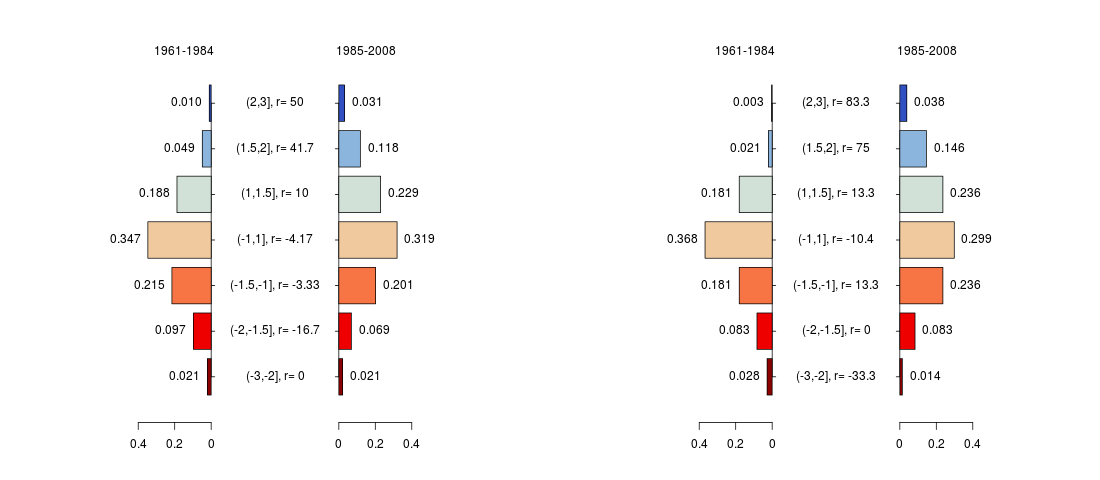 1961-1984 1985-2008
0.010 (2,3], r= 50 0.031
0.049 (1.5,2], r= 41.7 0.118
0.188 (1,1.5], r= 10 0.229
0.347 (-1,1], r= -4.17 0.319
0.215 (-1.5,-1], r= -3.33 0.201
0.097 (-2,-1.5], r= -16.7 0.069
0.021 (-3,-2], r= 0 0.021
0.4 0.2 0 0 0.2 0.4
1961-1984 1985-2008
0.003 (2,3], r= 83.3 0.038
0.021 (1.5,2], r= 75 0.146
0.181 (1,1.5], r= 13.3 0.236
0.368 (-1,1], r= -10.4 0.299
0.181 (-1.5,-1], r= 13.3 0.236
0.083 (-2,-1.5], r= 0 0.083
0.028 (-3,-2], r= -33.3 0.014
0.4 0.2 0 0 0.2 0.4